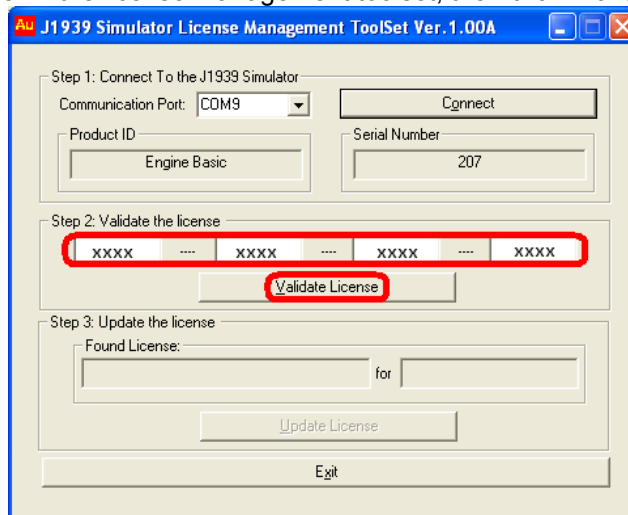 Au J1939 Simulator License Management ToolSet Ver.1.00A
Step 1: Connect To the J1939 Simulator
Communication Port: COM9 Connect
Product ID Serial Number
Engine Basic 207
Step 2: Validate the license
xxxx ---- xxxx ---- xxxx ---- xxxx
Validate License
Step 3: Update the license
Found License:
for
Update License
Exit